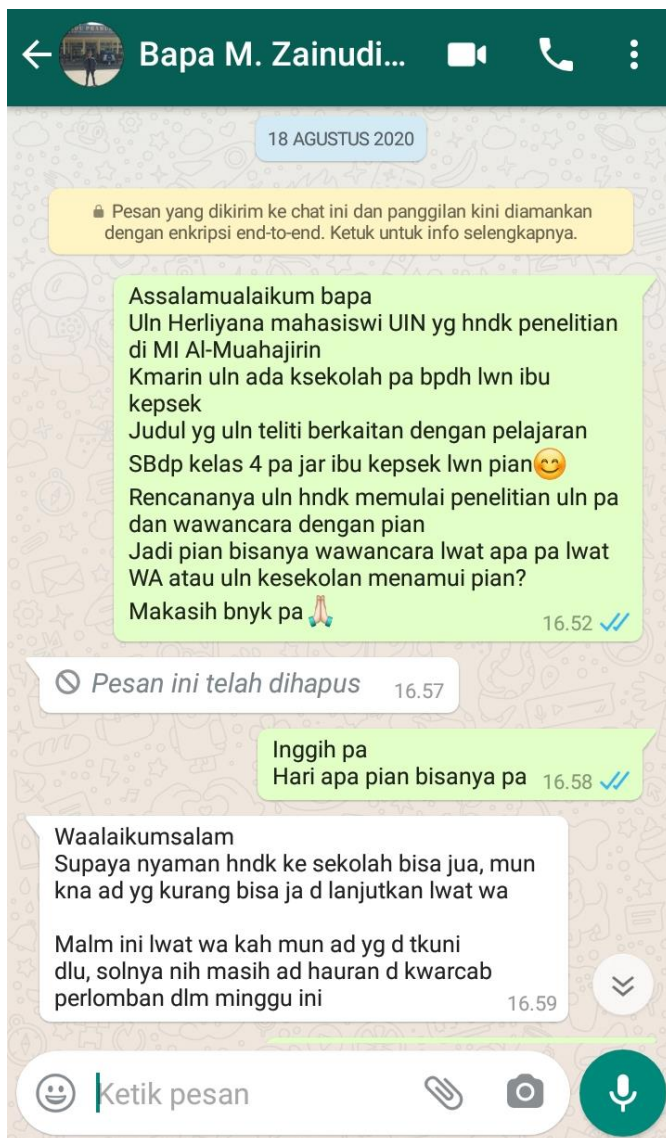 Bapa M. Zainudi...
18 AGUSTUS 2020
Pesan yang dikirim ke chat ini dan panggilan kini diamankan
dengan enkripsi end-to-end. Ketuk untuk info selengkapnya.
Assalamualaikum bapa
Uln Herliyana mahasiswi UIN yg hndk penelitian
di MI Al-Muahajirin
Kmarin uln ada ksekolah pa bpdh lwn ibu
kepsek
Judul yg uln teliti berkaitan dengan pelajaran
SBdp kelas 4 pa jar ibu kepsek lwn pian😊
Rencananya uln hndk memulai penelitian uln pa
dan wawancara dengan pian
Jadi pian bisanya wawancara lwat apa pa lwat
WA atau uln kesekolan menamui pian?
Makasih bnyk pa 🙏🏻
16.52
Pesan ini telah dihapus 16.57
Inggih pa
Hari apa pian bisanya pa 16.58
Waalaikumsalam
Supaya nyaman hndk ke sekolah bisa jua, mun
kna ad yg kurang bisa ja d lanjutkan lwat wa
Malm ini lwat wa kah mun ad yg d tkuni
dlu, solnya nih masih ad hauran d kwarcab
perlomban dlm minggu ini 16.59
Ketik pesan